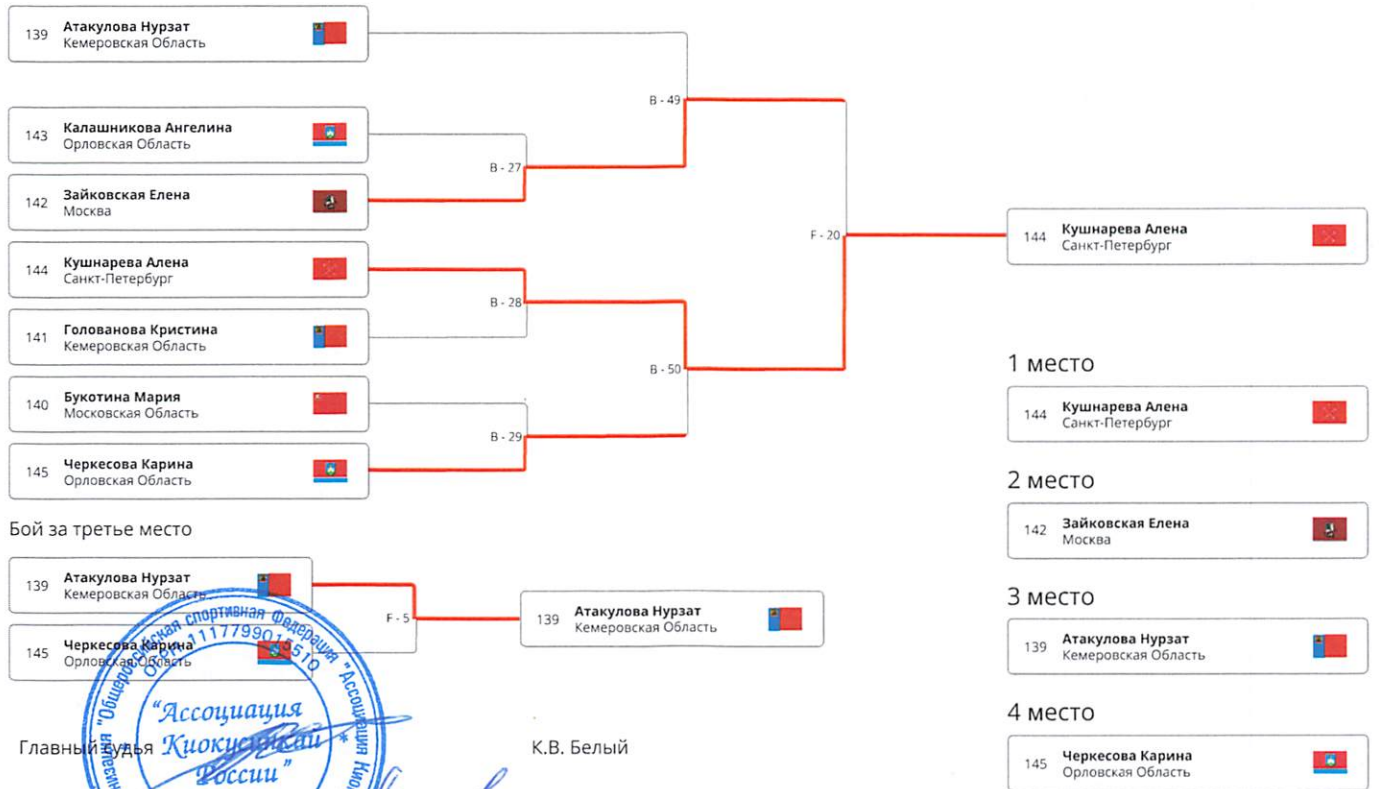 139 Атакулова Нурзат
Кемеровская Область
143 Калашникова Ангелина
Орловская Область
142 Зайковская Елена
Москва
144 Кушнарева Алена
Санкт-Петербург
141 Голованова Кристина
Кемеровская Область
140 Букотина Мария
Московская Область
145 Черкесова Карина
Орловская Область
B - 27
B - 28
B - 29
B - 49
B - 50
F - 20
144 Кушнарева Алена
Санкт-Петербург
Бой за третье место
139 Атакулова Нурзат
Кемеровская Область
145 Черкесова Карина
Орловская Область
F - 5
139 Атакулова Нурзат
Кемеровская Область
1 место
144 Кушнарева Алена
Санкт-Петербург
2 место
142 Зайковская Елена
Москва
3 место
139 Атакулова Нурзат
Кемеровская Область
4 место
145 Черкесова Карина
Орловская Область
Главный судья
К.В. Белый
"Общероссийская спортивная Федерация "Ассоциация
ОГРН
"Ассоциация
Киокусинкай
России"